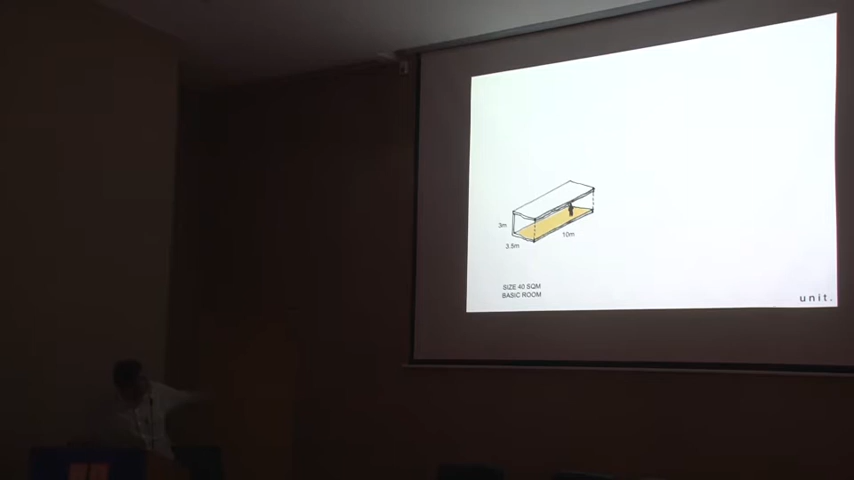 3m
3.5m
10m
SIZE 40 SQM
BASIC ROOM
unit.